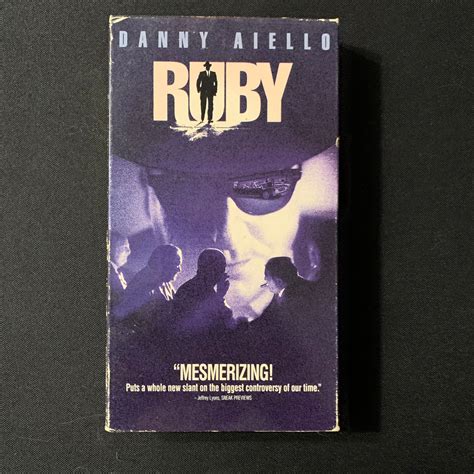 DANNY AIELLO
RUBY
"MESMERIZING!
Puts a whole new slant on the biggest controversy of our time."
- Jeffrey Lyons, SNEAK PREVIEWS